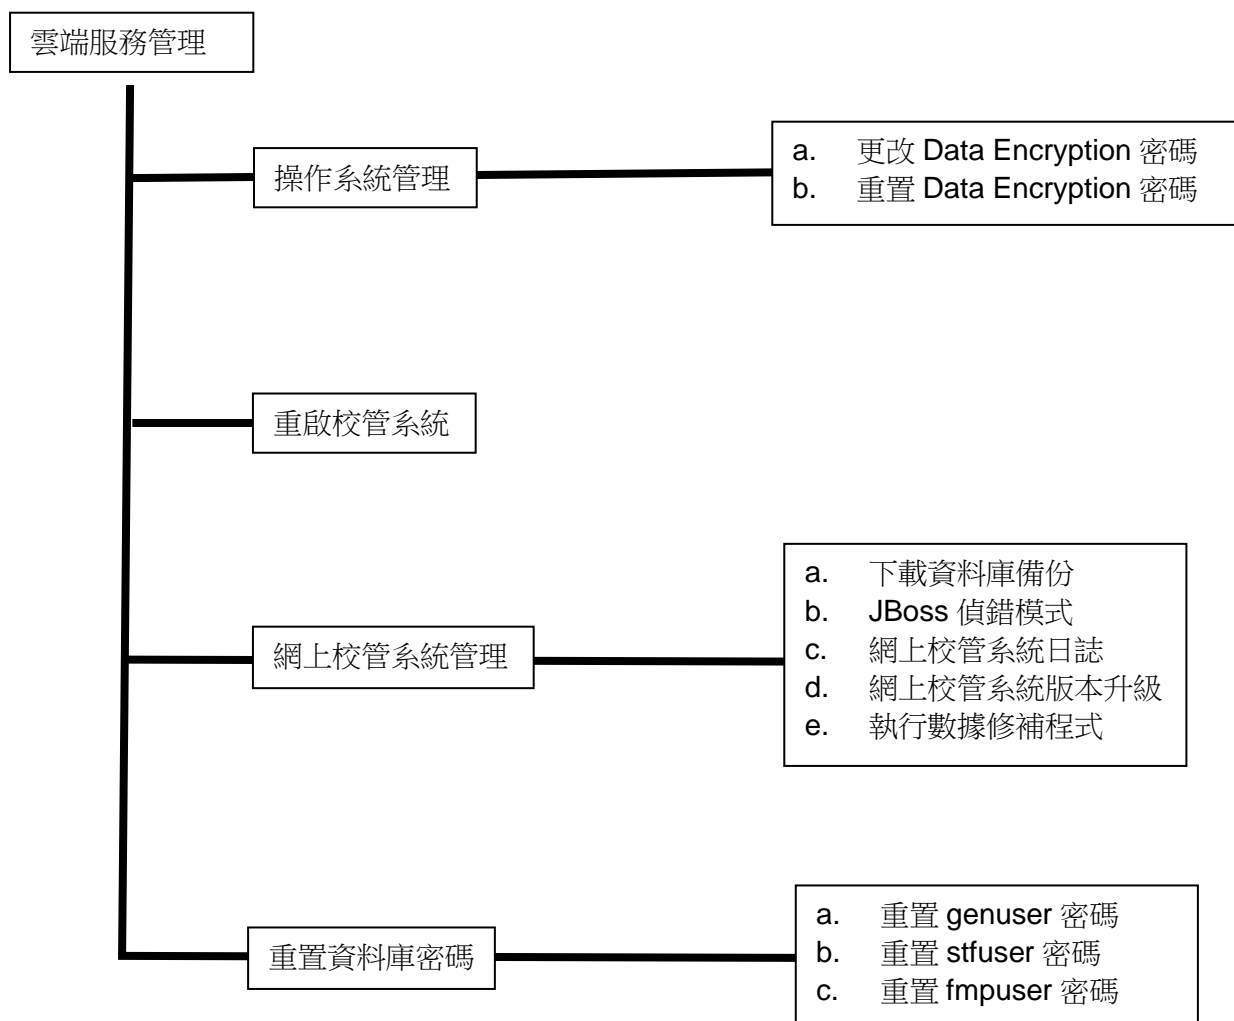 雲端服務管理
操作系統管理
a. 更改 Data Encryption 密碼
b. 重置 Data Encryption 密碼
重啟校管系統
網上校管系統管理
a. 下載資料庫備份
b. JBoss 偵錯模式
c. 網上校管系統日誌
d. 網上校管系統版本升級
e. 執行數據修補程式
重置資料庫密碼
a. 重置 genuser 密碼
b. 重置 stfuser 密碼
c. 重置 fmpuser 密碼